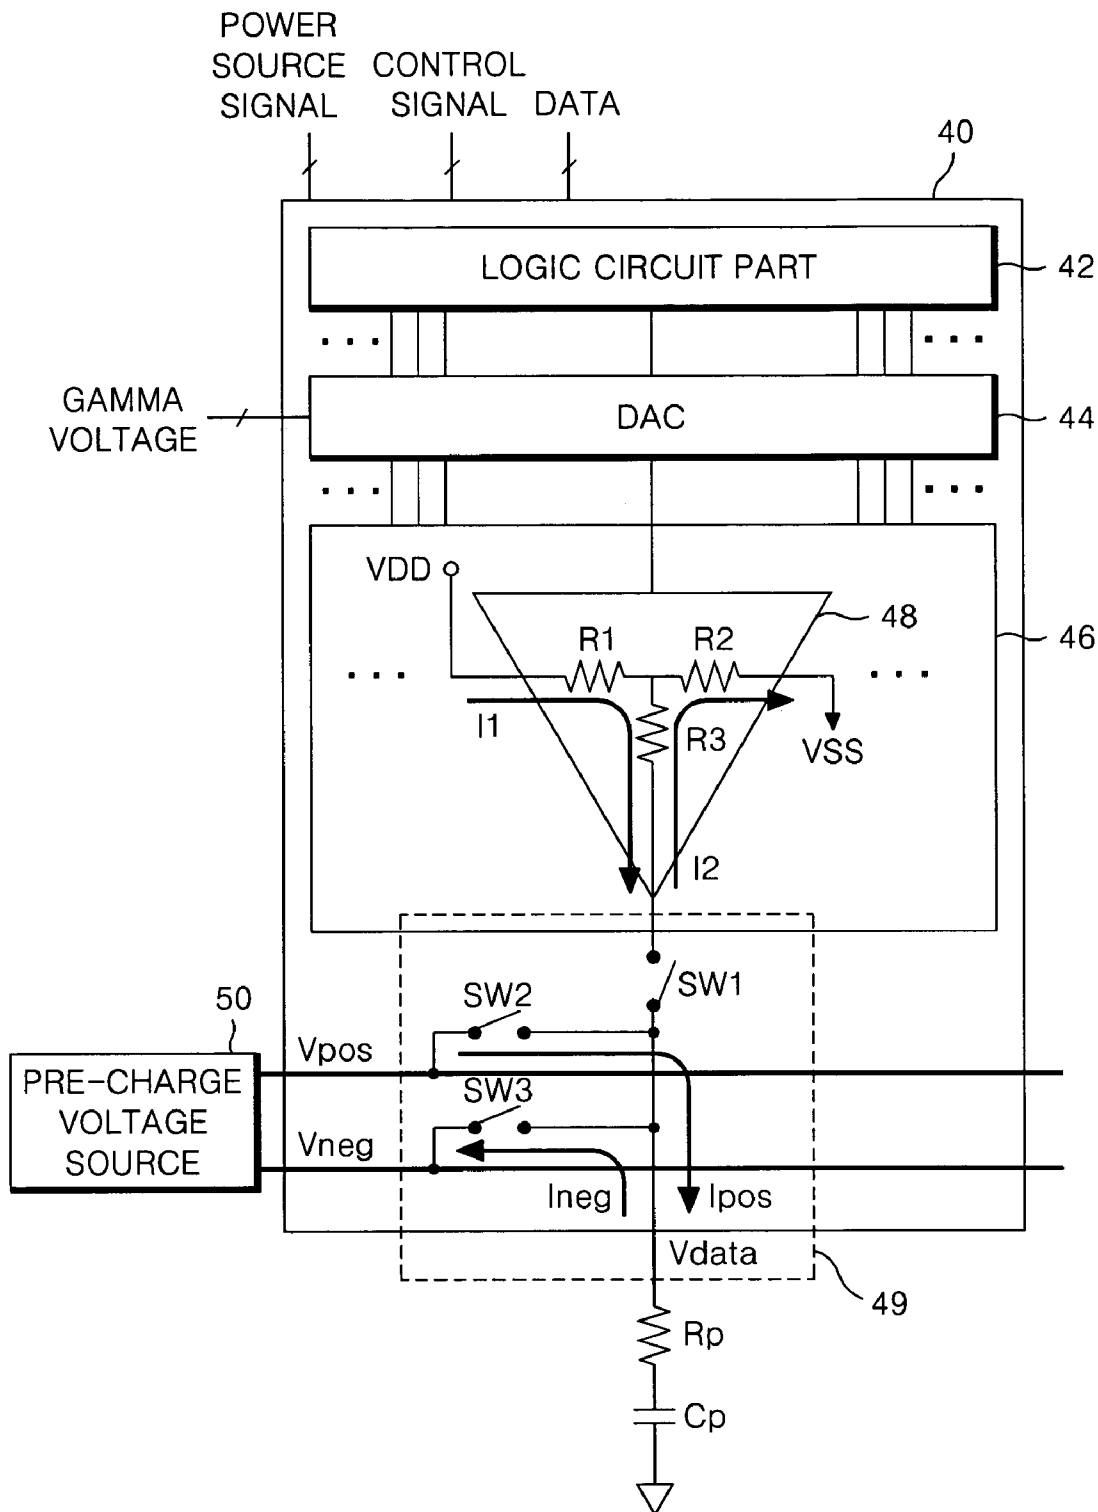 POWER
SOURCE
SIGNAL
CONTROL
SIGNAL
DATA
40
LOGIC CIRCUIT PART
42
GAMMA
VOLTAGE
DAC
44
VDD
48
R1
R2
46
I1
R3
VSS
I2
SW1
50
SW2
Vpos
PRE-CHARGE
VOLTAGE
SOURCE
SW3
Vneg
Ineg
Ipos
Vdata
49
Rp
Cp